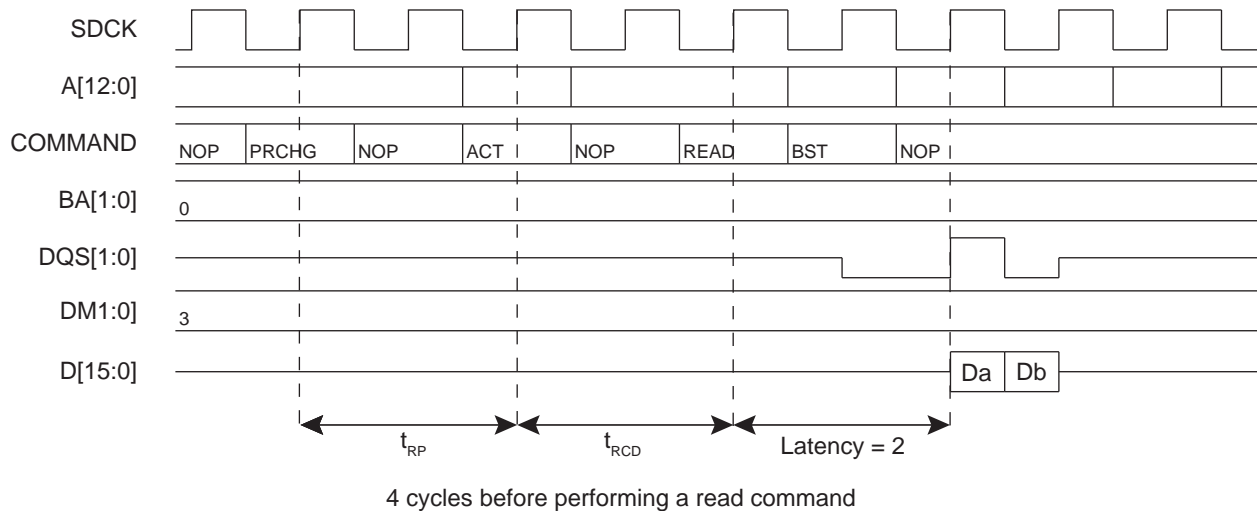 SDCK
A[12:0]
COMMAND NOP PRCHG NOP ACT NOP READ BST NOP
BA[1:0] 0
DQS[1:0]
DM1:0] 3
D[15:0] Da Db
tRP tRCD Latency = 2
4 cycles before performing a read command